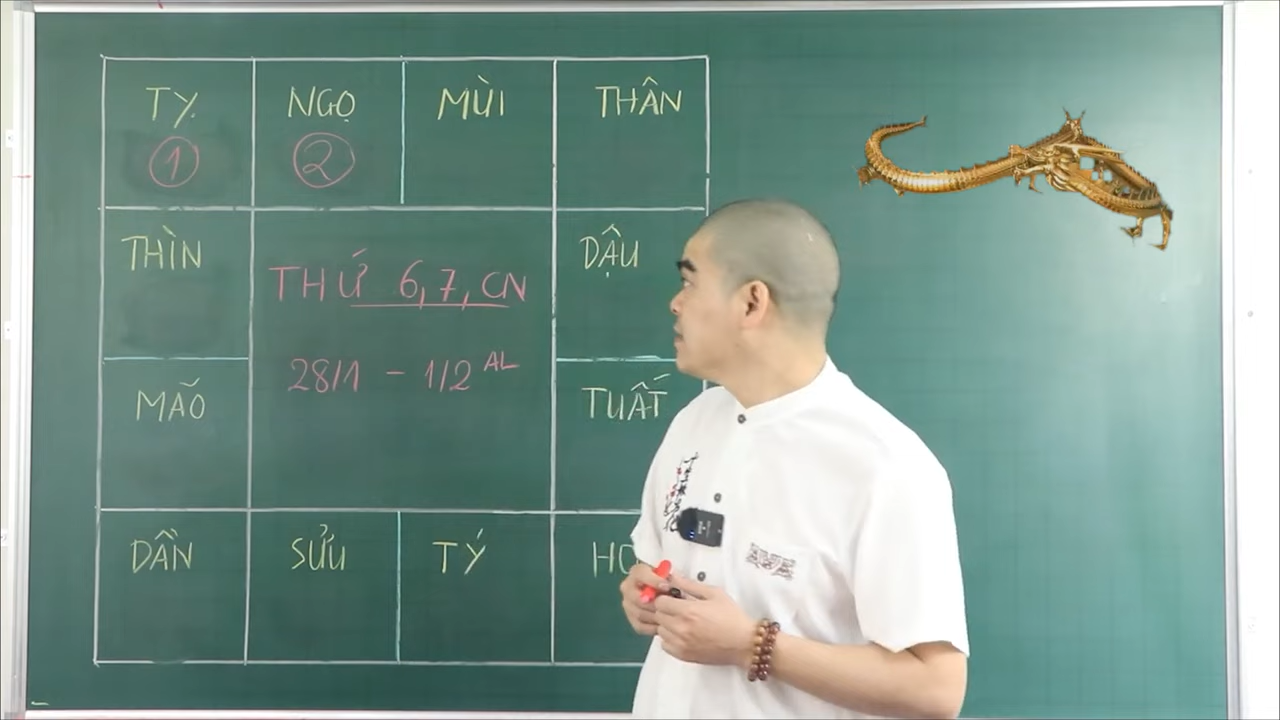 TỴ
NGỌ
MÙI
THÂN
①
②
THÌN
DẬU
THỨ 6, 7, CN
28/1 - 1/2 AL
MÃO
TUẤT
DẦN
SỬU
TÝ